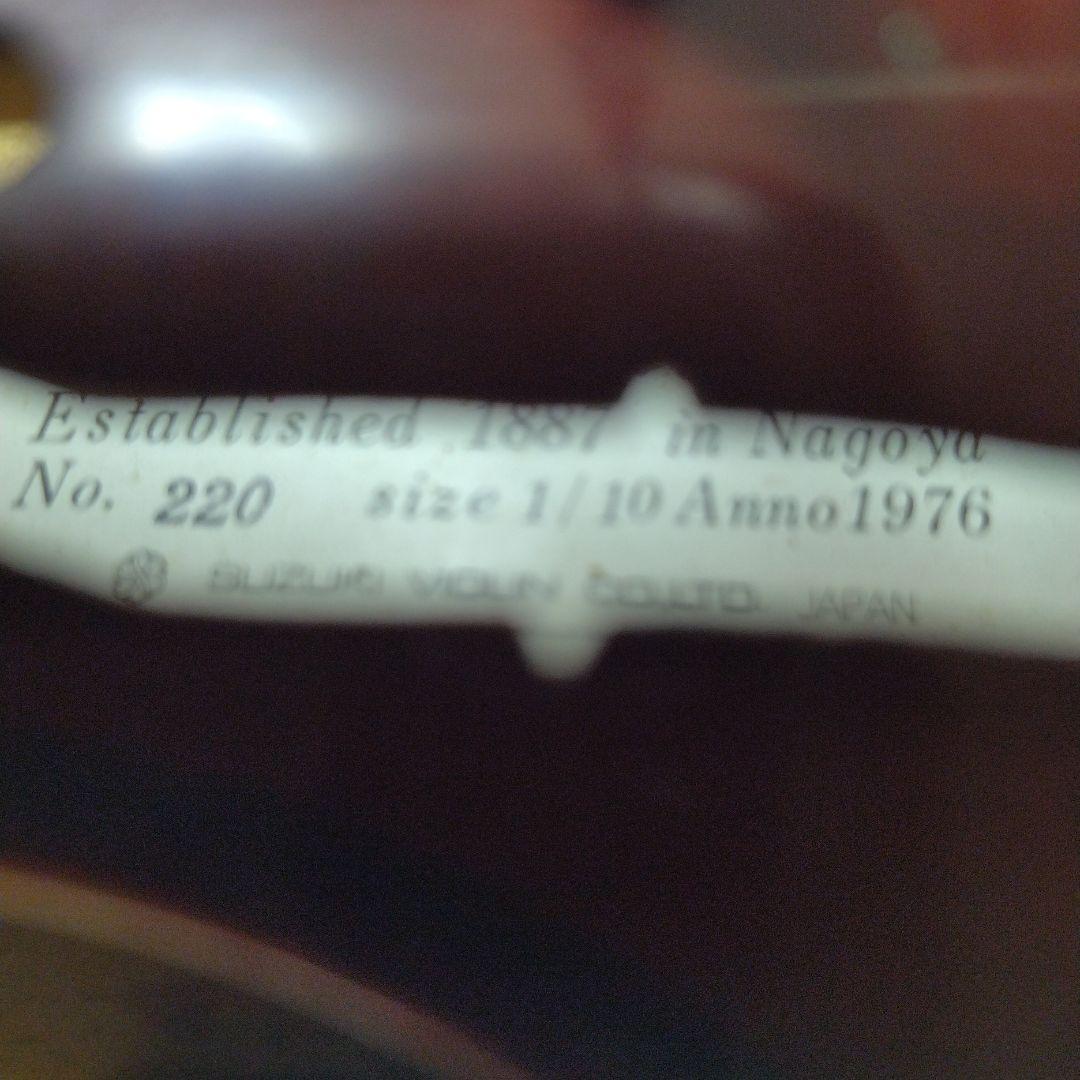 Established 1887 in Nagoya
No. 220 size 1/10 Anno 1976
SUZUKI VIOLIN CO.,LTD. JAPAN